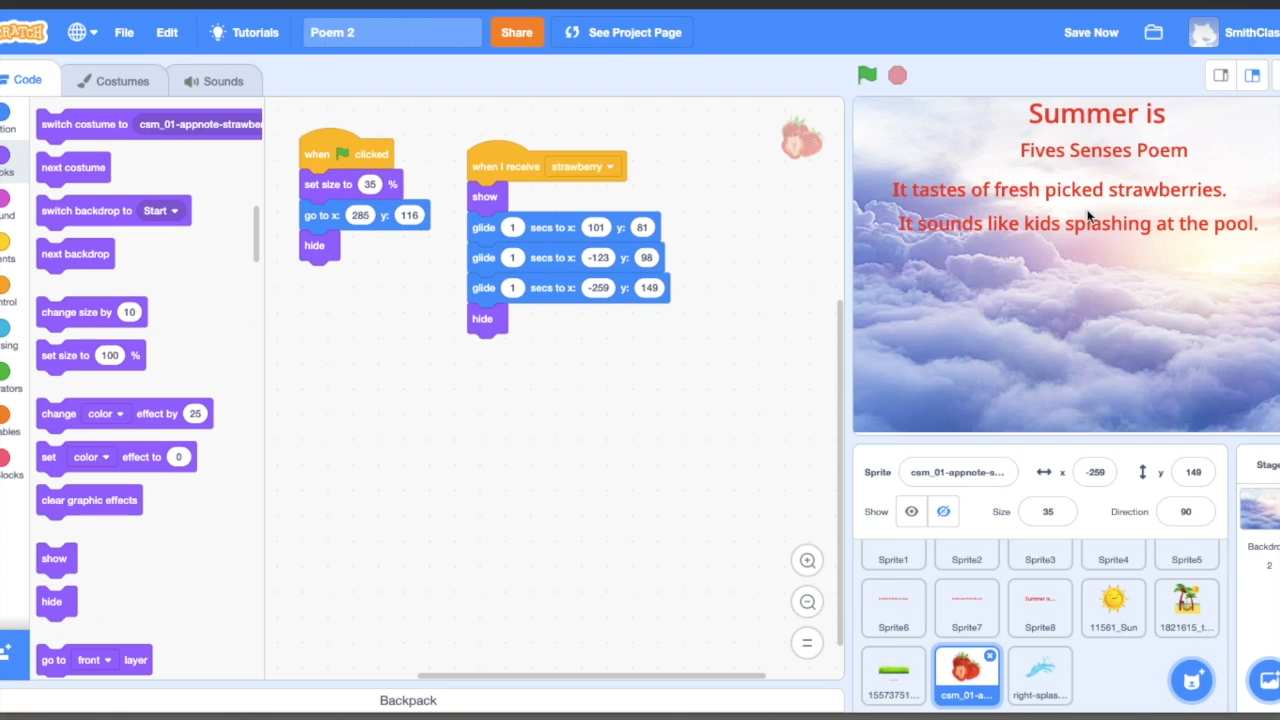 File
Edit
Tutorials
Poem 2
Share
See Project Page
Save Now
SmithClas
Code
Costumes
Sounds
switch costume to csm_01-appnote-strawber
next costume
switch backdrop to Start
next backdrop
change size by 10
set size to 100 %
change color effect by 25
set color effect to 0
clear graphic effects
show
hide
go to front layer
when clicked
set size to 35 %
go to x: 285 y: 116
hide
when I receive strawberry
show
glide 1 secs to x: 101 y: 81
glide 1 secs to x: -123 y: 98
glide 1 secs to x: -259 y: 149
hide
Summer is
Fives Senses Poem
It tastes of fresh picked strawberries.
It sounds like kids splashing at the pool.
Sprite csm_01-appnote-s... x -259 y 149
Show Size 35 Direction 90
Sprite1 Sprite2 Sprite3 Sprite4 Sprite5
Sprite6 Sprite7 Sprite8 11561_Sun 1821615_t...
15573751... csm_01-a... right-splas...
Stage
Backdro
2
Backpack